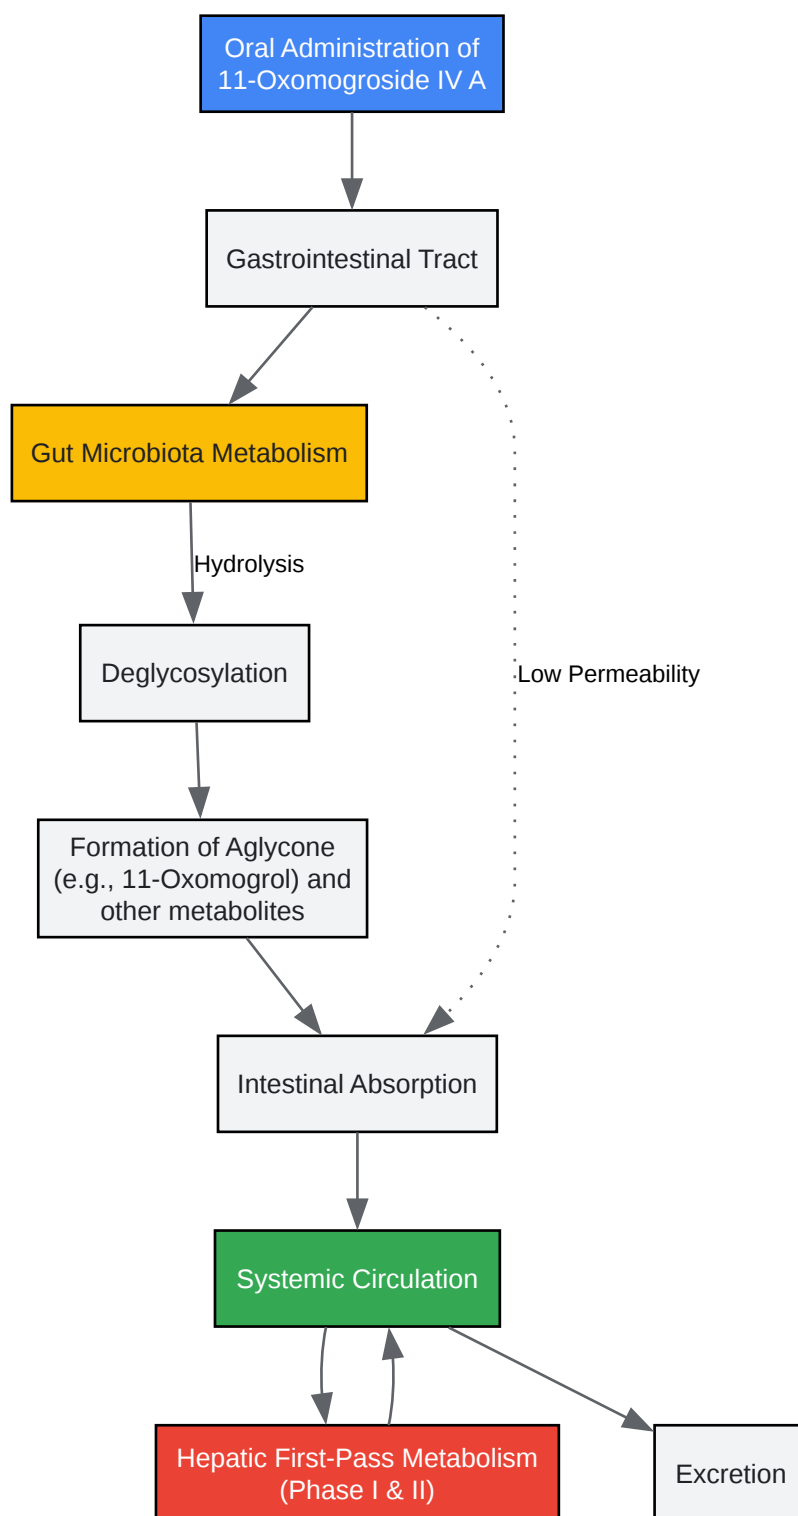 Oral Administration of
11-Oxomogroside IV A
Gastrointestinal Tract
Gut Microbiota Metabolism
Hydrolysis
Deglycosylation
Low Permeability
Formation of Aglycone
(e.g., 11-Oxomogrol) and
other metabolites
Intestinal Absorption
Systemic Circulation
Hepatic First-Pass Metabolism
(Phase I & II)
Excretion